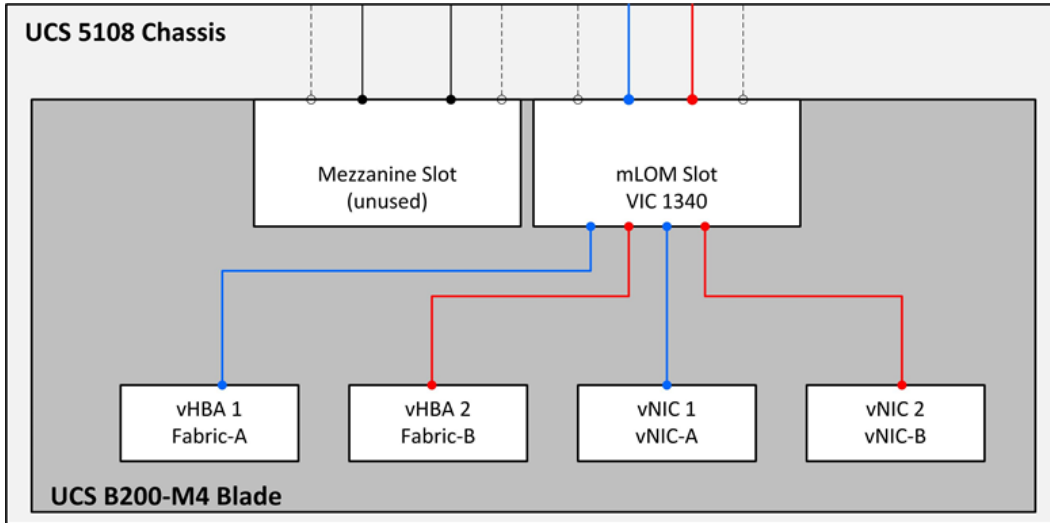 UCS 5108 Chassis
Mezzanine Slot
(unused)
mLOM Slot
VIC 1340
vHBA 1
Fabric-A
vHBA 2
Fabric-B
vNIC 1
vNIC-A
vNIC 2
vNIC-B
UCS B200-M4 Blade